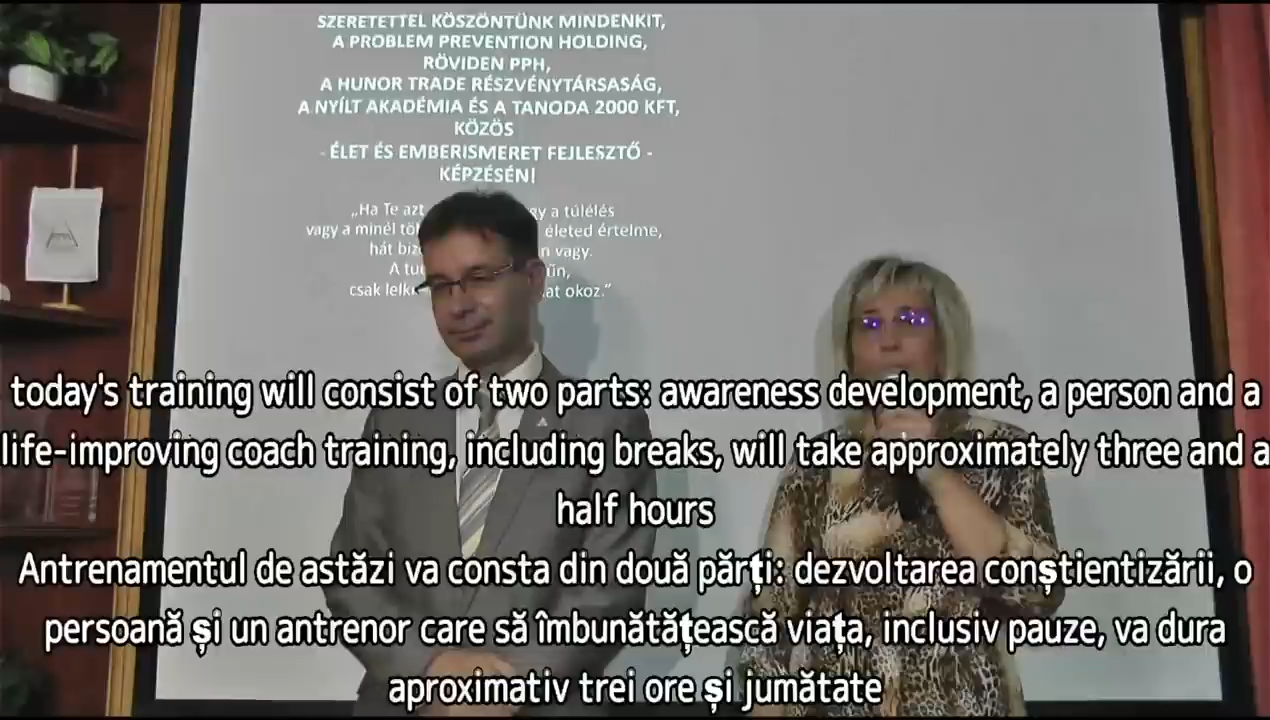 SZERETETTEL KÖSZÖNTÜNK MINDENKIT,
A PROBLEM PREVENTION HOLDING,
RÖVIDEN PPH,
A HUNOR TRADE RÉSZVÉNYTÁRSASÁG,
A NYÍLT AKADÉMIA ÉS A TANODA 2000 KFT,
KÖZÖS
- ÉLET ÉS EMBERISMERET FEJLESZTŐ -
KÉPZÉSÉN!
„Ha Te azt a túlélés
vagy a minél életed értelme,
hát vagy.
A
csak okoz.”
today's training will consist of two parts: awareness development, a person and a
life-improving coach training, including breaks, will take approximately three and a
half hours
Antrenamentul de astăzi va consta din două părți: dezvoltarea conștientizării, o
persoană și un antrenor care să îmbunătățească viața, inclusiv pauze, va dura
aproximativ trei ore și jumătate